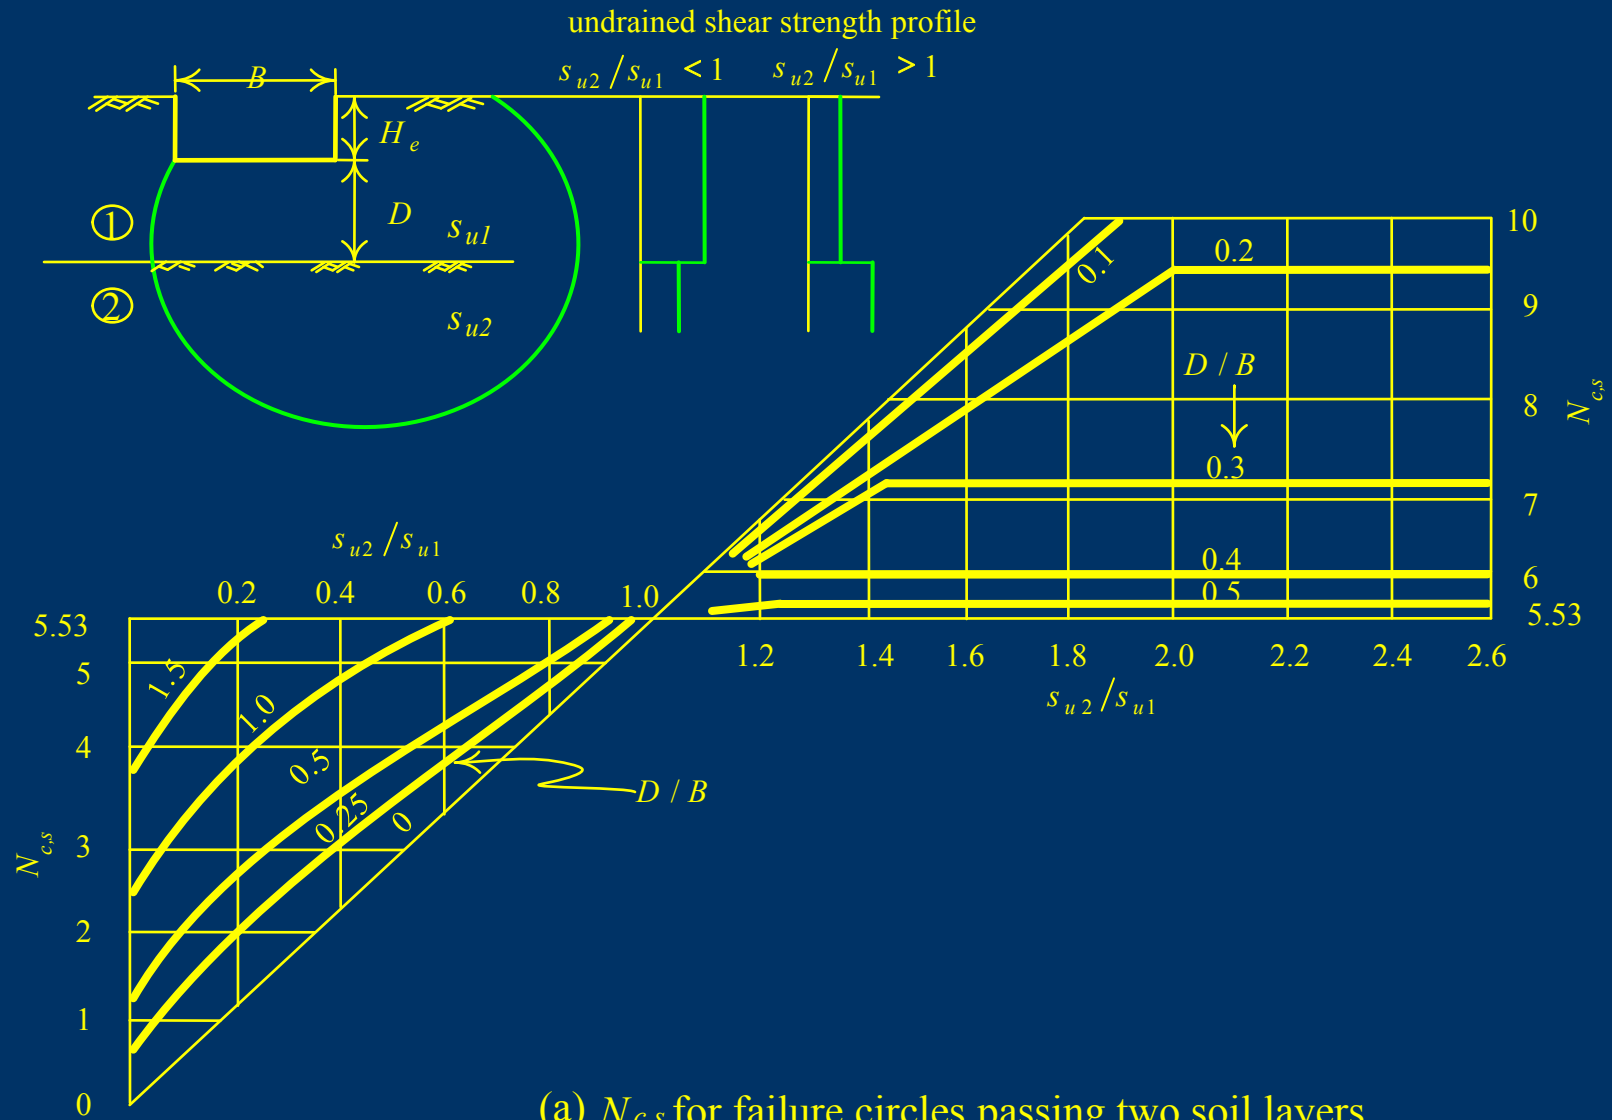 undrained shear strength profile
s u2 / s u1 < 1
s u2 / s u1 > 1
B
H e
D
①
②
s u1
s u2
10
9
8
7
6
5.53
N c,s
0.1
0.2
D / B
0.3
0.4
0.5
1.2 1.4 1.6 1.8 2.0 2.2 2.4 2.6
s u2 / s u1
s u2 / s u1
0.2 0.4 0.6 0.8 1.0
5.53
5
4
3
2
1
0
N c,s
1.5
1.0
0.5
0.25
0
D / B
(a) N c,s for failure circles passing two soil layers